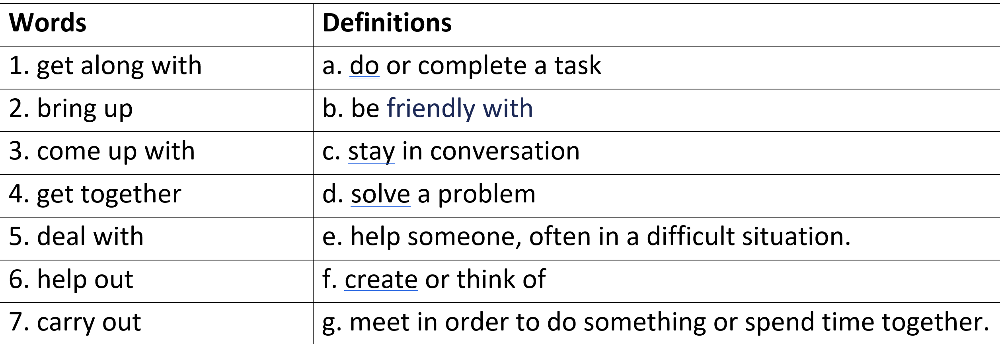 Words Definitions
1. get along with a. do or complete a task
2. bring up b. be friendly with
3. come up with c. stay in conversation
4. get together d. solve a problem
5. deal with e. help someone, often in a difficult situation.
6. help out f. create or think of
7. carry out g. meet in order to do something or spend time together.